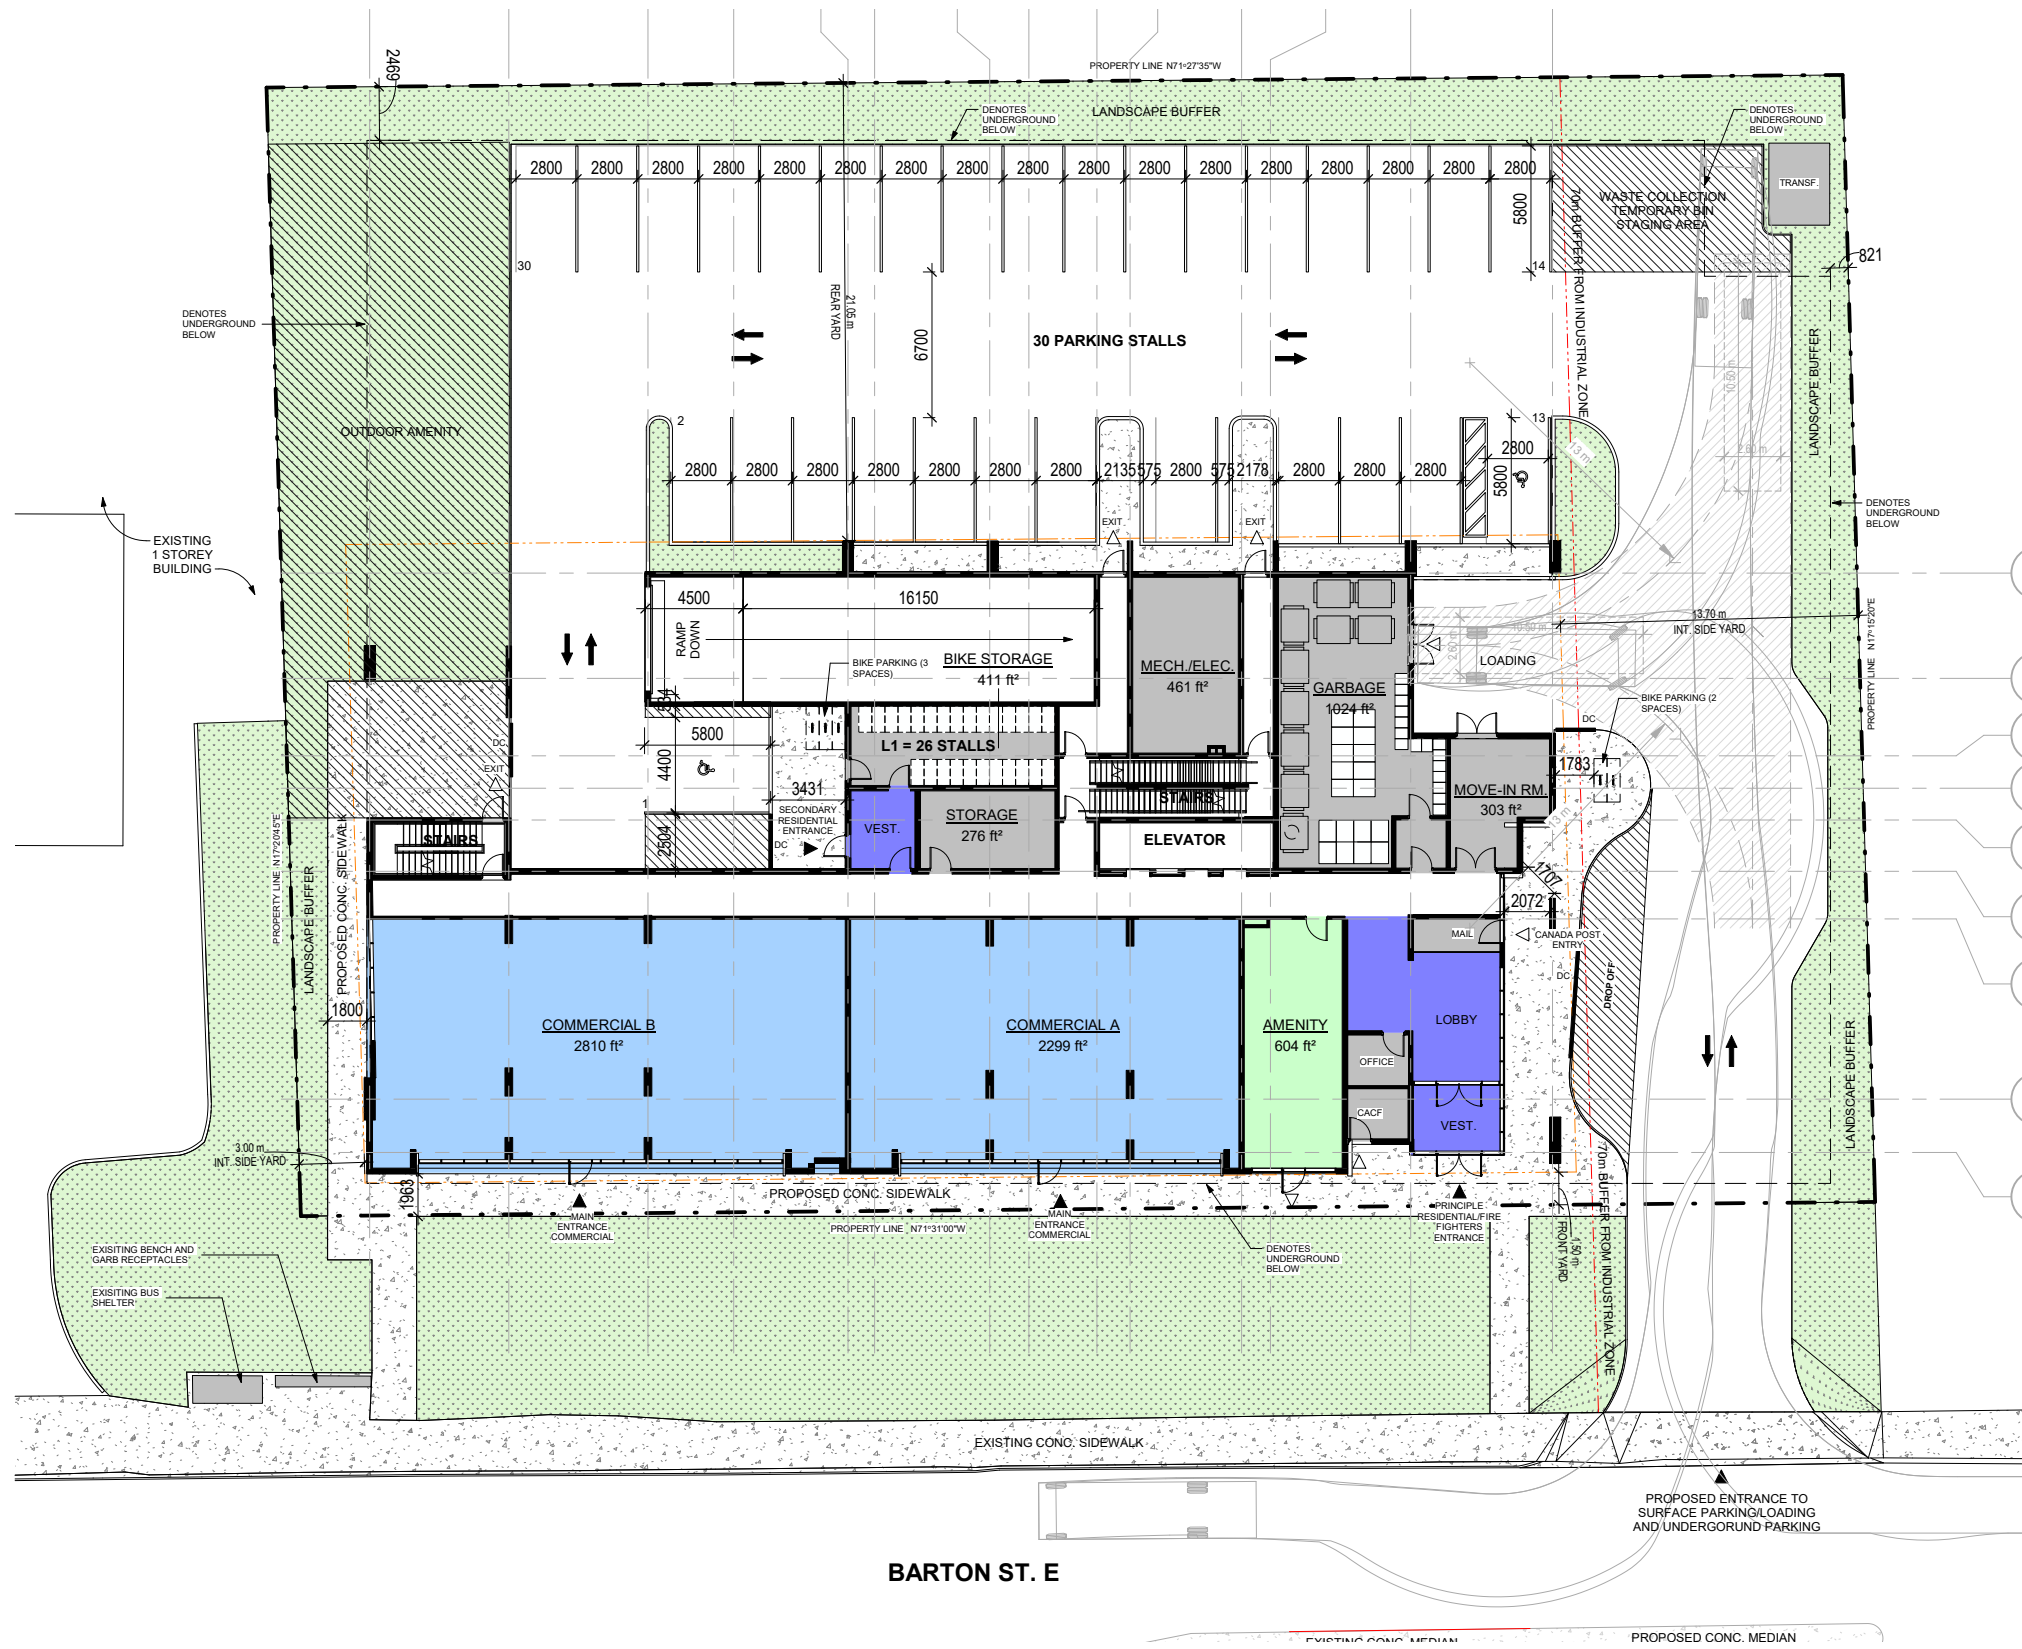 2469
PROPERTY LINE N71°27'35"W
LANDSCAPE BUFFER
DENOTES
UNDERGROUND
BELOW
DENOTES
UNDERGROUND
BELOW
2800 2800 2800 2800 2800 2800 2800 2800 2800 2800 2800 2800 2800 2800 2800 2800 2800
TRANSF.
WASTE COLLECTION
TEMPORARY BIN
STAGING AREA
5800
70m BUFFER FROM INDUSTRIAL ZONE
821
30
14
21.05 m
REAR YARD
DENOTES
UNDERGROUND
BELOW
6700
30 PARKING STALLS
10.50 m
LANDSCAPE BUFFER
OUTDOOR AMENITY
2
13
13 m
2.60 m
2800 2800 2800 2800 2800 2800 2800 2135 575 2800 575 2178 2800 2800 2800
2800
5800
DENOTES
UNDERGROUND
BELOW
EXIT
EXIT
EXISTING
1 STOREY
BUILDING
4500
16150
RAMP
DOWN
BIKE PARKING (3
SPACES)
BIKE STORAGE
411 ft²
MECH./ELEC.
461 ft²
GARBAGE
1024 ft²
10.50 m
2.60 m
LOADING
13.70 m
INT. SIDE YARD
PROPERTY LINE N17°15'20"E
BIKE PARKING (2
SPACES)
DC
534
5800
4400
L1 = 26 STALLS
DC
EXIT
1
3431
SECONDARY
RESIDENTIAL
ENTRANCE
DC
2504
VEST.
STORAGE
276 ft²
STAIRS
ELEVATOR
MOVE-IN RM.
303 ft²
1783
13 m
STAIRS
PROPERTY LINE N17°20'45"E
LANDSCAPE BUFFER
PROPOSED CONC. SIDEWALK
1707
2072
MAIL
CANADA POST
ENTRY
DC
DROP OFF
1800
COMMERCIAL B
2810 ft²
COMMERCIAL A
2299 ft²
AMENITY
604 ft²
LOBBY
OFFICE
CACF
VEST.
LANDSCAPE BUFFER
3.00 m
INT. SIDE YARD
1963
PROPOSED CONC. SIDEWALK
MAIN
ENTRANCE
COMMERCIAL
PROPERTY LINE N71°31'00"W
MAIN
ENTRANCE
COMMERCIAL
DENOTES
UNDERGROUND
BELOW
PRINCIPLE
RESIDENTIAL/FIRE
FIGHTERS
ENTRANCE
1.50 m
FRONT YARD
70m BUFFER FROM INDUSTRIAL ZONE
EXISITING BENCH AND
GARB RECEPTACLES
EXISITING BUS
SHELTER
EXISTING CONC. SIDEWALK
PROPOSED ENTRANCE TO
SURFACE PARKING/LOADING
AND UNDERGORUND PARKING
BARTON ST. E
EXISTING CONC. MEDIAN
PROPOSED CONC. MEDIAN